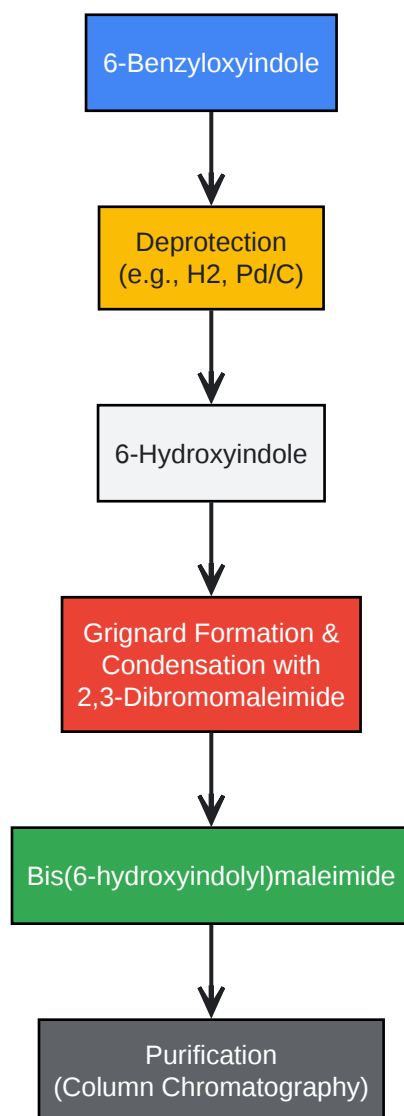 6-Benzyloxyindole
Deprotection
(e.g., H2, Pd/C)
6-Hydroxyindole
Grignard Formation &
Condensation with
2,3-Dibromomaleimide
Bis(6-hydroxyindolyl)maleimide
Purification
(Column Chromatography)